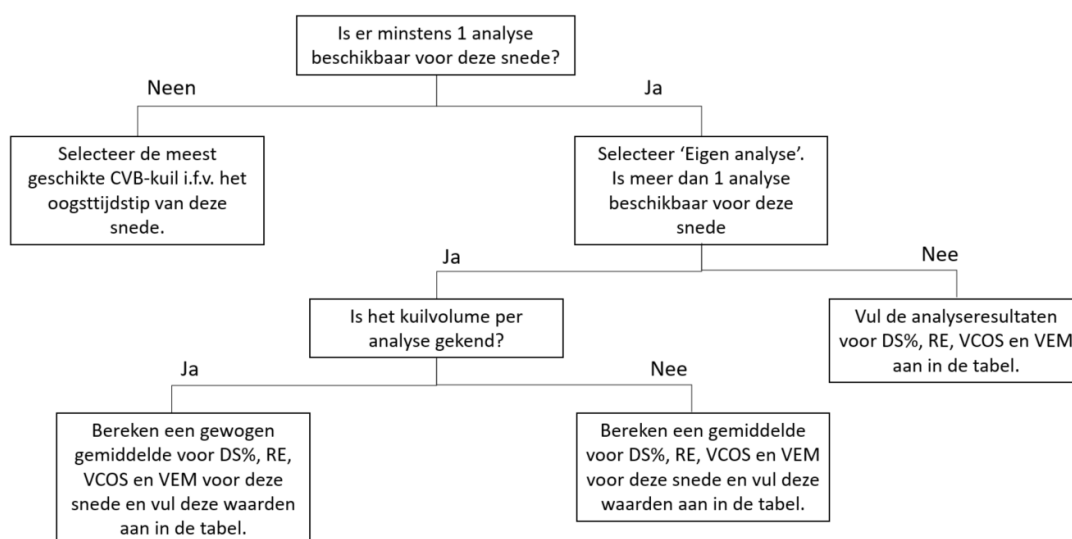 Is er minstens 1 analyse
beschikbaar voor deze snede?
Neen
Ja
Selecteer de meest
geschikte CVB-kuil i.f.v. het
oogsttijdstip van deze
snede.
Selecteer ‘Eigen analyse’.
Is meer dan 1 analyse
beschikbaar voor deze
snede
Ja
Nee
Is het kuilvolume per
analyse gekend?
Vul de analyseresultaten
voor DS%, RE, VCOS en VEM
aan in de tabel.
Ja
Nee
Bereken een gewogen
gemiddelde voor DS%, RE,
VCOS en VEM voor deze
snede en vul deze waarden
aan in de tabel.
Bereken een gemiddelde
voor DS%, RE, VCOS en VEM
voor deze snede en vul deze
waarden aan in de tabel.